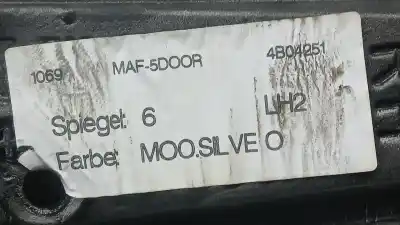 1069 MAF-5DOOR 4B04251
Spiegel: 6 LH2
Farbe: MOO.SILVE O